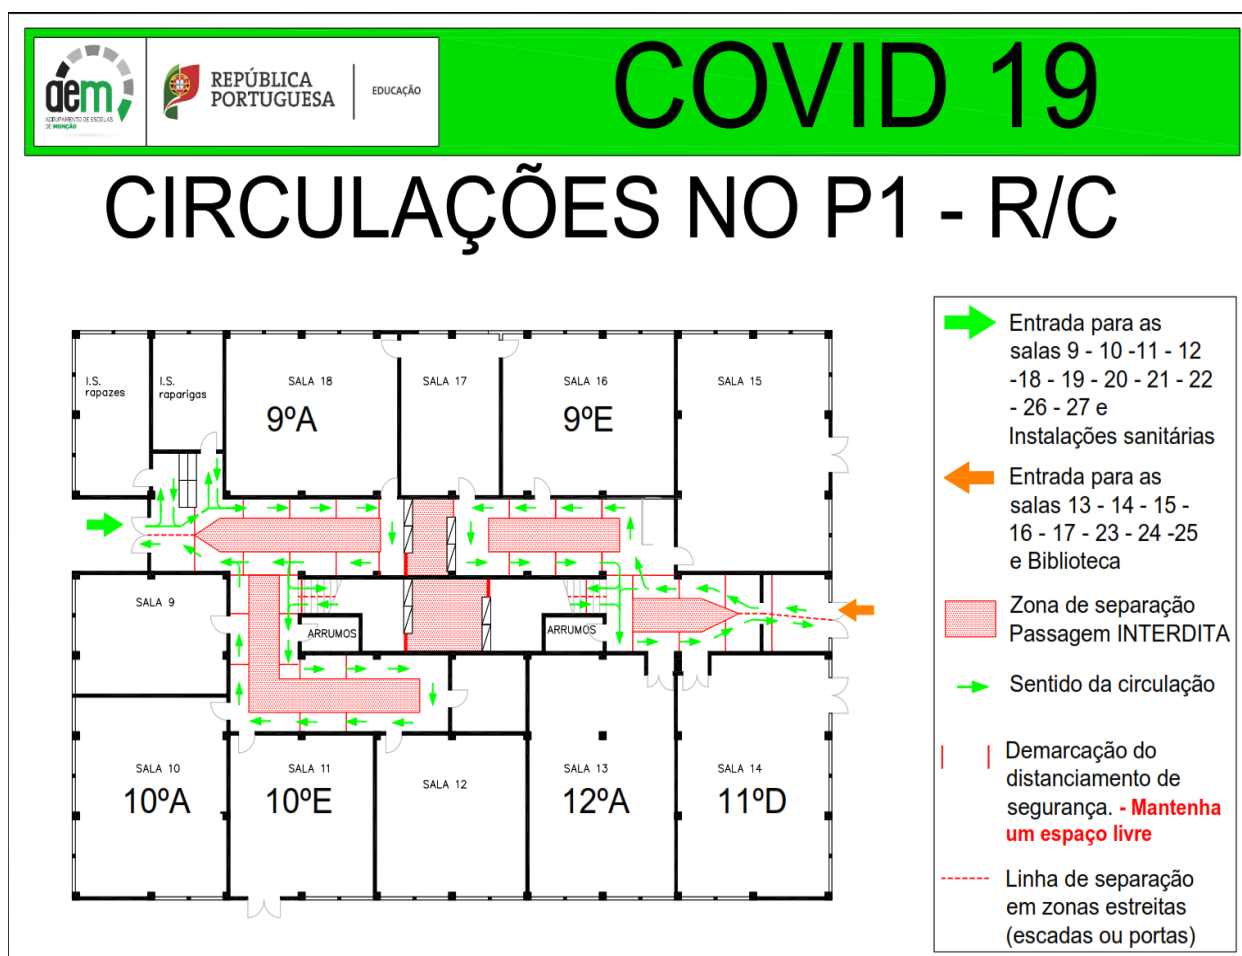 aem
AGRUPAMENTO DE ESCOLAS
DE MONÇÃO
REPÚBLICA
PORTUGUESA
EDUCAÇÃO
COVID 19
CIRCULAÇÕES NO P1 - R/C
I.S.
rapazes
I.S.
raparigas
SALA 18
9ºA
SALA 17
SALA 16
9ºE
SALA 15
SALA 9
ARRUMOS
ARRUMOS
SALA 10
10ºA
SALA 11
10ºE
SALA 12
SALA 13
12ºA
SALA 14
11ºD
Entrada para as
salas 9 - 10 -11 - 12
-18 - 19 - 20 - 21 - 22
- 26 - 27 e
Instalações sanitárias
Entrada para as
salas 13 - 14 - 15 -
16 - 17 - 23 - 24 -25
e Biblioteca
Zona de separação
Passagem INTERDITA
Sentido da circulação
Demarcação do
distanciamento de
segurança. - Mantenha
um espaço livre
Linha de separação
em zonas estreitas
(escadas ou portas)